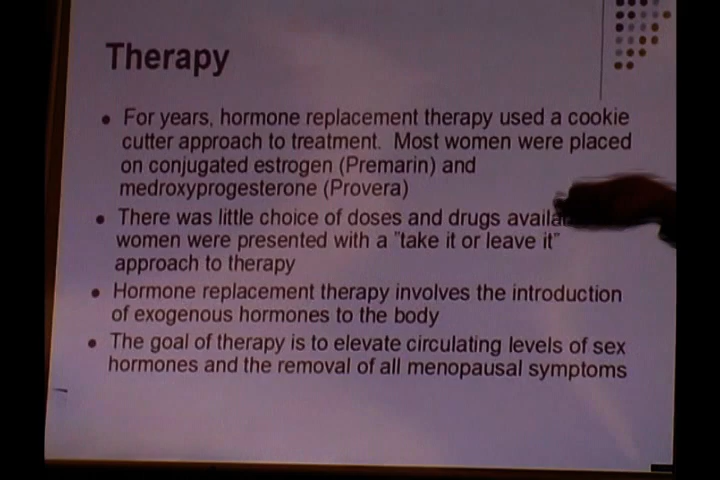 Therapy
For years, hormone replacement therapy used a cookie
cutter approach to treatment. Most women were placed
on conjugated estrogen (Premarin) and
medroxyprogesterone (Provera)
There was little choice of doses and drugs
women were presented with a "take it or leave it"
approach to therapy
Hormone replacement therapy involves the introduction
of exogenous hormones to the body
The goal of therapy is to elevate circulating levels of sex
hormones and the removal of all menopausal symptoms